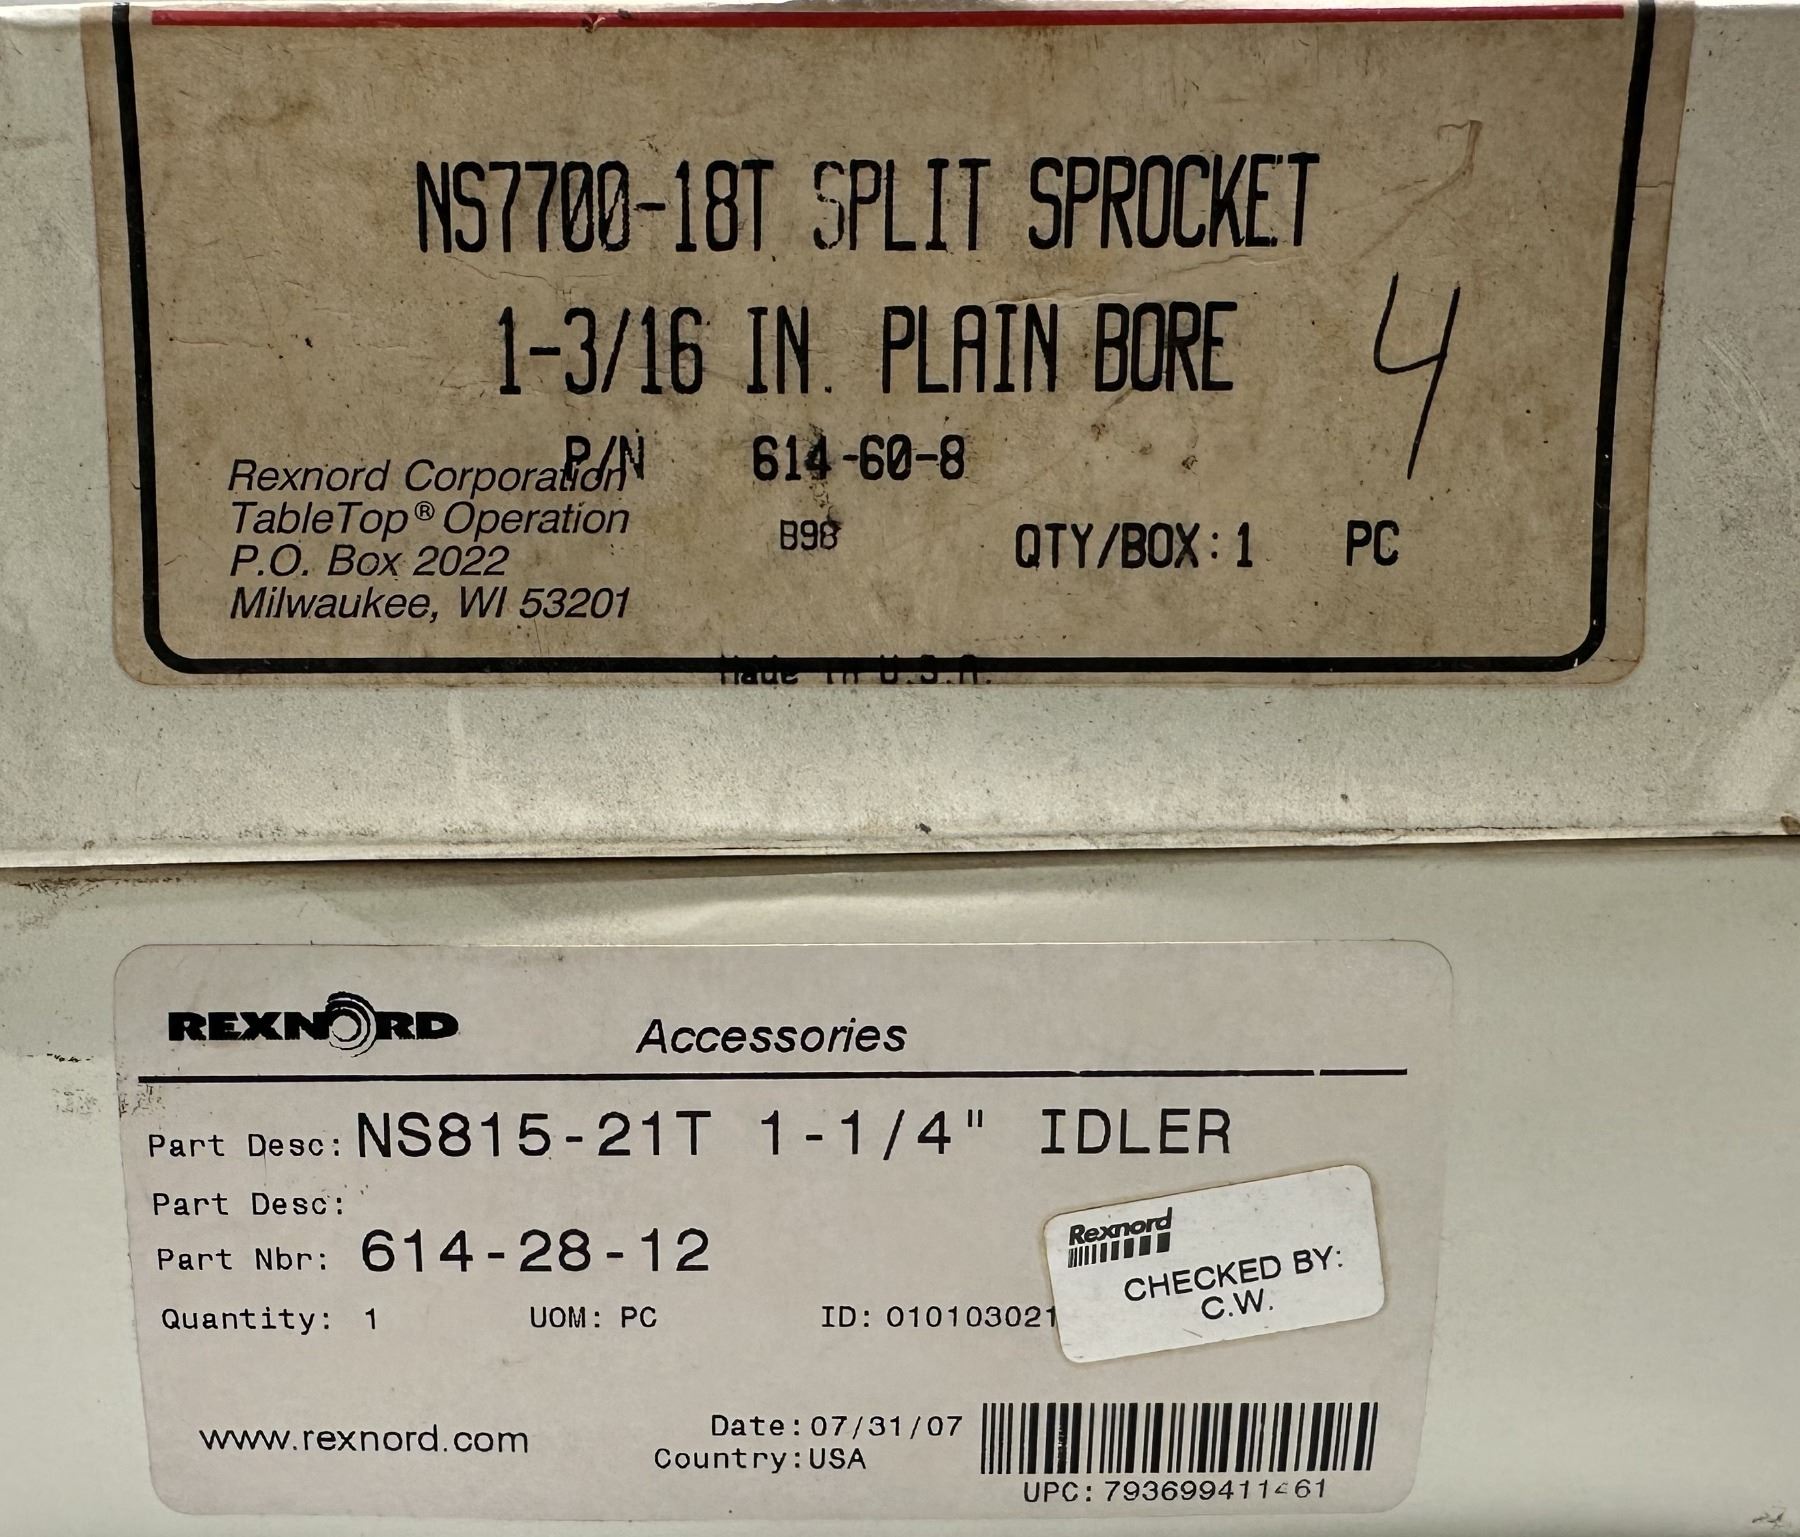 NS7700-18T SPLIT SPROCKET
1-3/16 IN. PLAIN BORE
4
P/N 614-60-8
Rexnord Corporation
TableTop® Operation
P.O. Box 2022
Milwaukee, WI 53201
B98
QTY/BOX: 1 PC
Made in U.S.A.
REXNORD
Accessories
Part Desc: NS815-21T 1-1/4" IDLER
Part Desc:
Part Nbr: 614-28-12
Quantity: 1 UOM: PC ID: 010103021
Rexnord
CHECKED BY:
C.W.
www.rexnord.com
Date: 07/31/07
Country: USA
UPC: